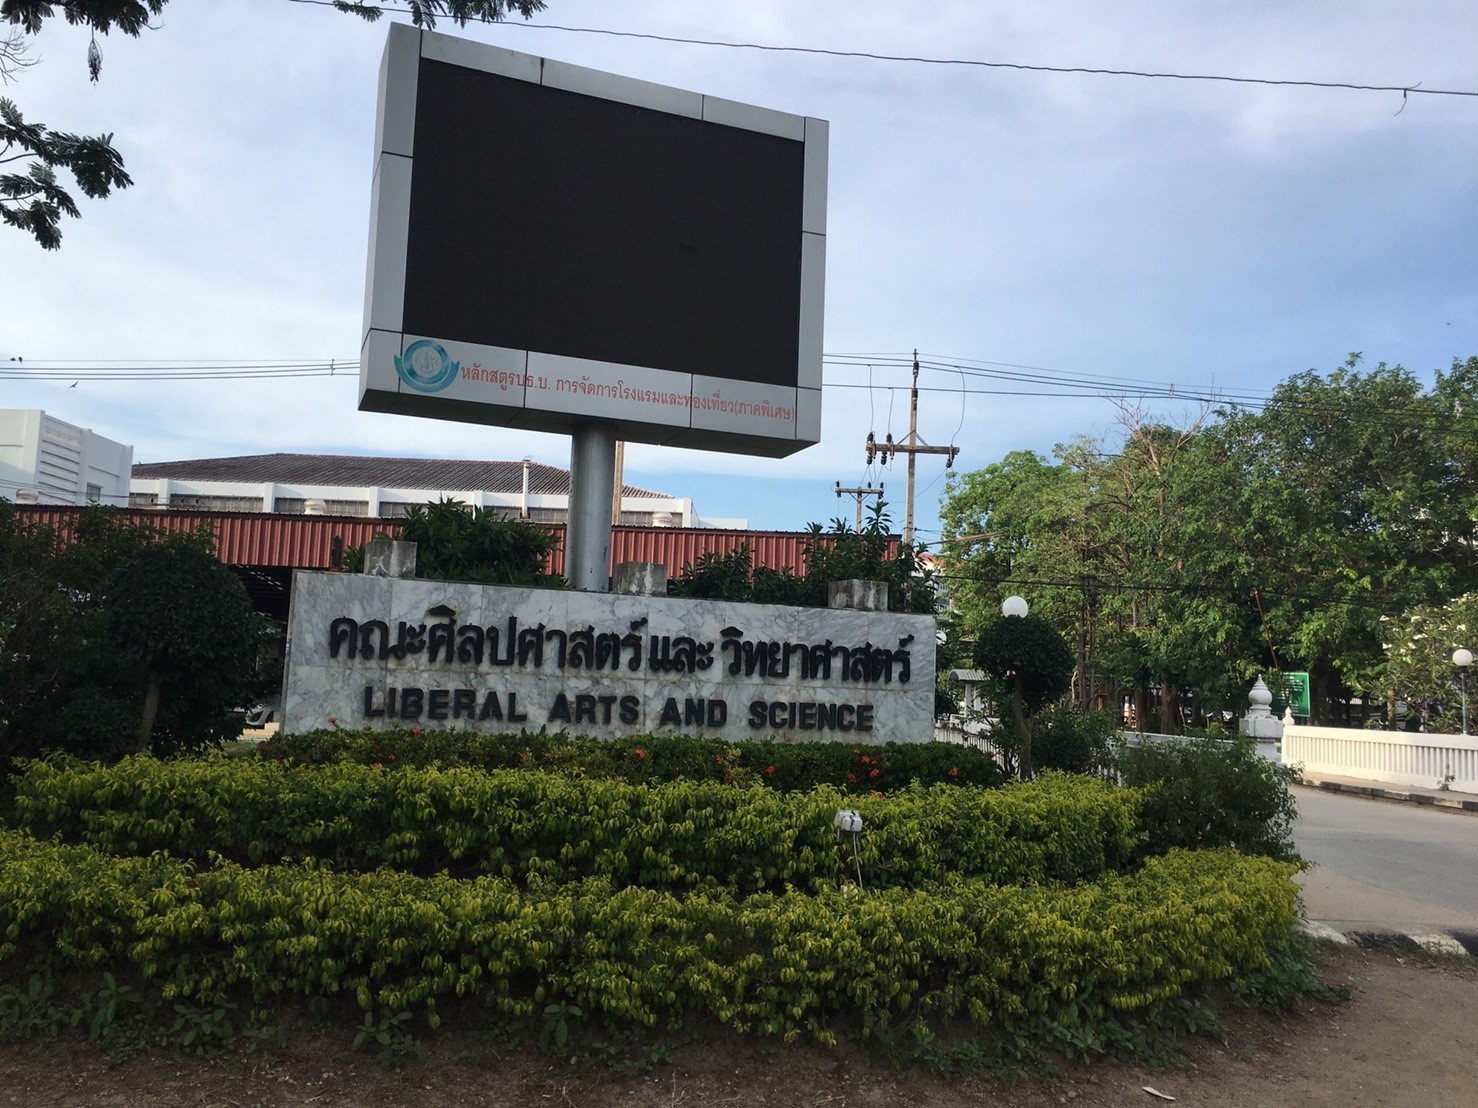 หลักสูตรบธ.บ. การจัดการโรงแรมและท่องเที่ยว(ภาคพิเศษ)
คณะศิลปศาสตร์และวิทยาศาสตร์
LIBERAL ARTS AND SCIENCE